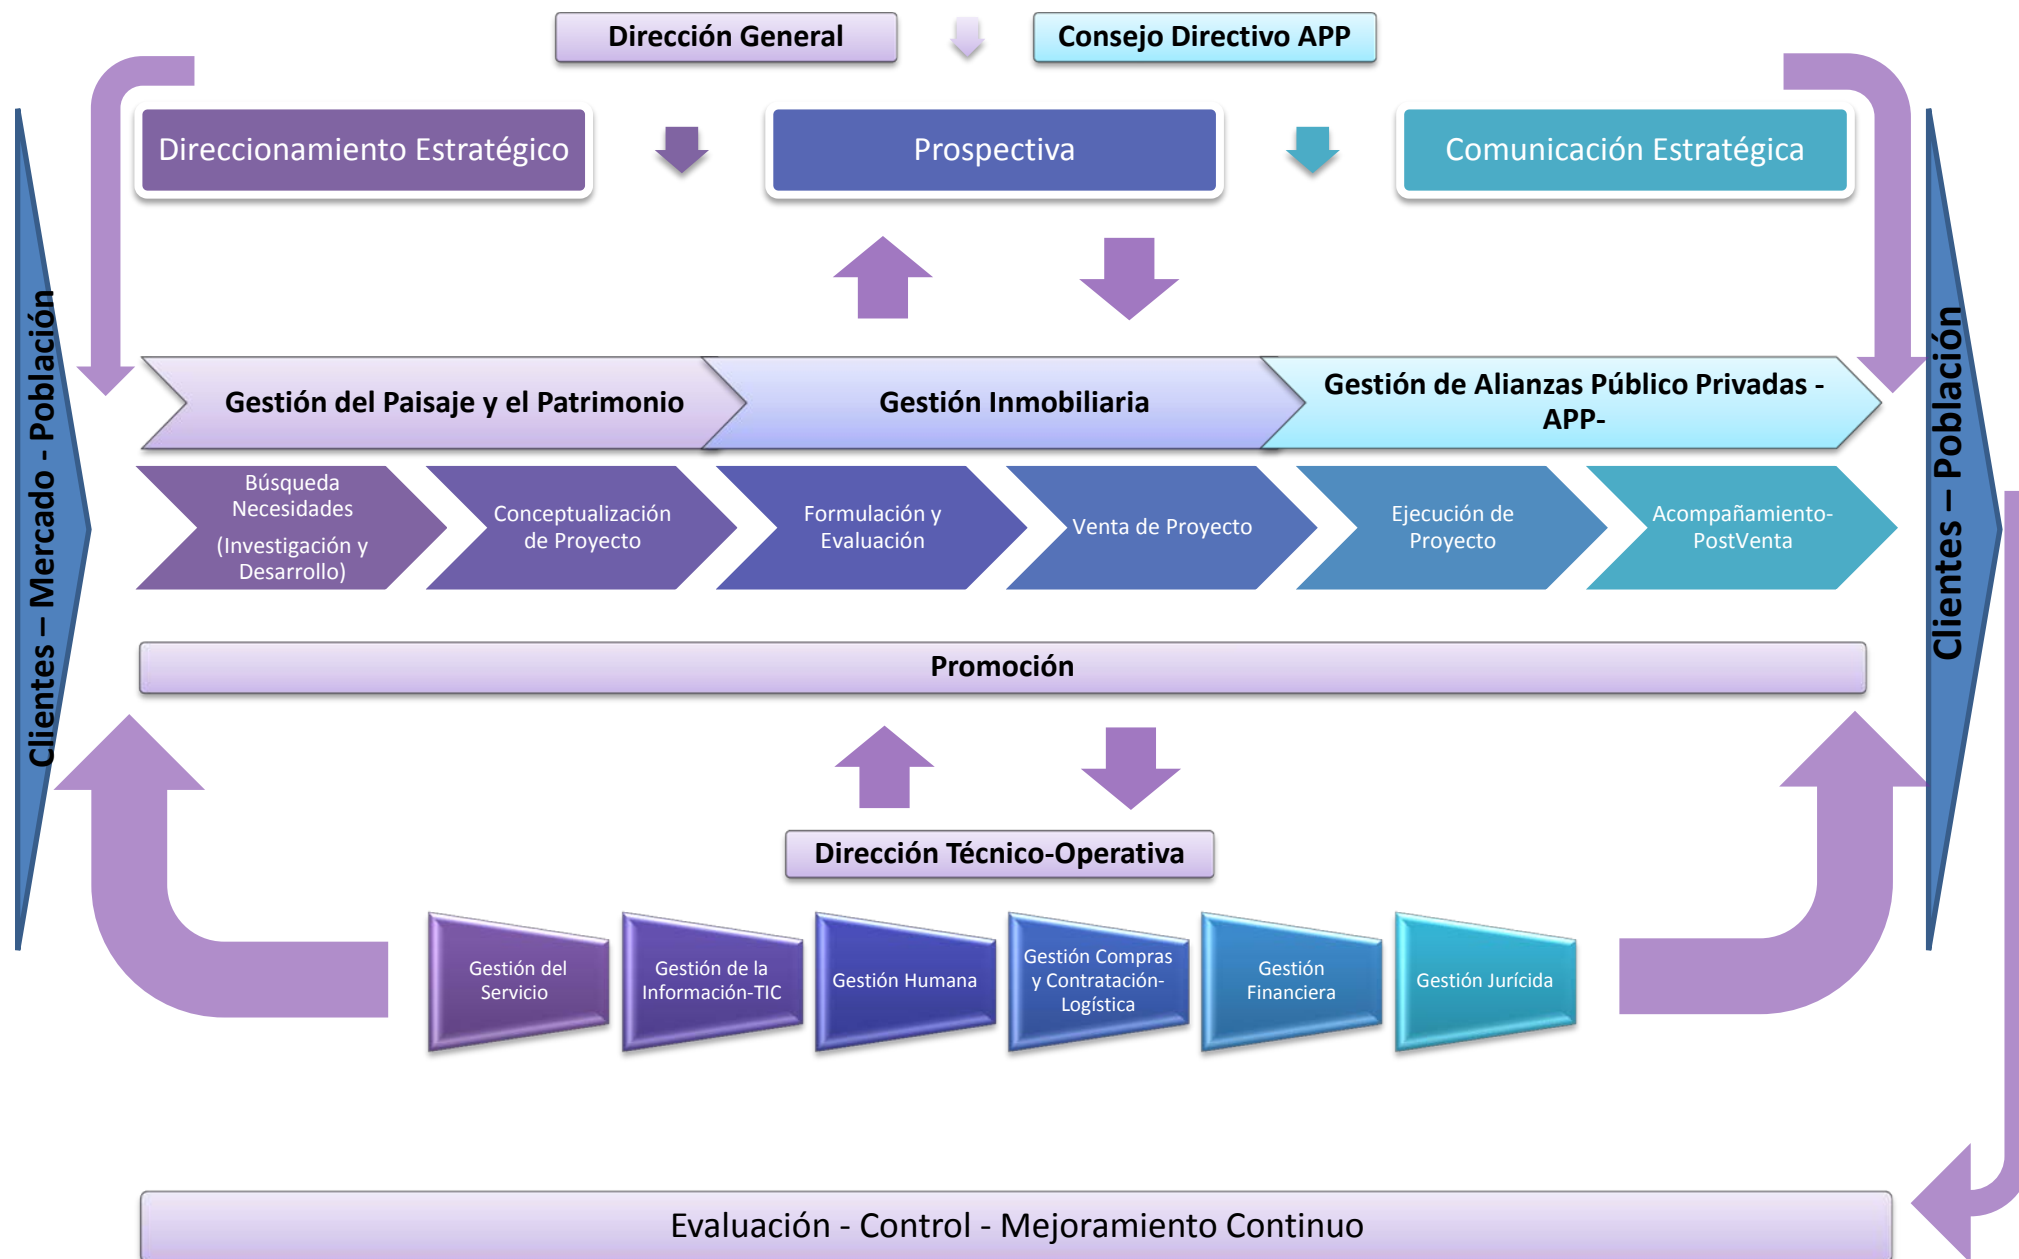 Dirección General
Consejo Directivo APP
Direccionamiento Estratégico
Prospectiva
Comunicación Estratégica
Clientes – Mercado - Población
Gestión del Paisaje y el Patrimonio
Gestión Inmobiliaria
Gestión de Alianzas Público Privadas -
APP-
Clientes – Población
Búsqueda
Necesidades
(Investigación y
Desarrollo)
Conceptualización
de Proyecto
Formulación y
Evaluación
Venta de Proyecto
Ejecución de
Proyecto
Acompañamiento-
PostVenta
Promoción
Dirección Técnico-Operativa
Gestión del
Servicio
Gestión de la
Información-TIC
Gestión Humana
Gestión Compras
y Contratación-
Logística
Gestión
Financiera
Gestión Jurícida
Evaluación - Control - Mejoramiento Continuo